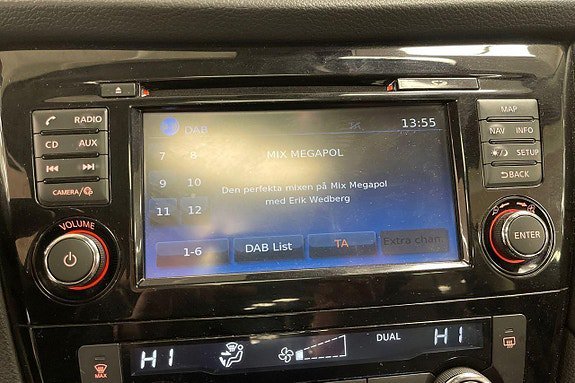 RADIO
CD AUX
CAMERA/
VOLUME
DAB 13:55
7 8 MIX MEGAPOL
9 10 Den perfekta mixen på Mix Megapol
med Erik Wedberg
11 12
1-6 DAB List TA Extra chan.
MAP
NAV INFO
SETUP
BACK
ENTER
HI DUAL HI
MAX